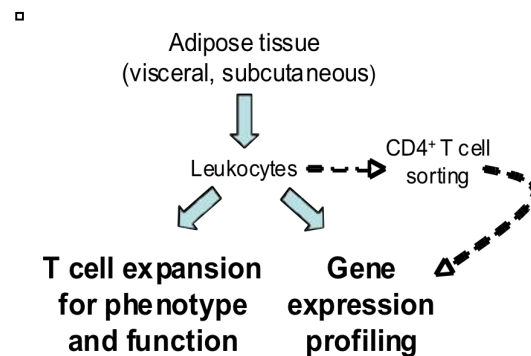 Adipose tissue
(visceral, subcutaneous)
Leukocytes
CD4⁺ T cell
sorting
T cell expansion
for phenotype
and function
Gene
expression
profiling